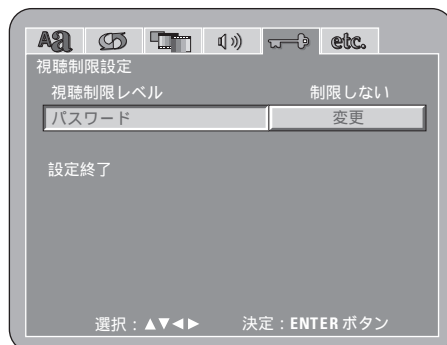 Aa etc.
視聴制限設定
視聴制限レベル 制限しない
パスワード 変更
設定終了
選択：▲▼◀▶ 決定：ENTER ボタン